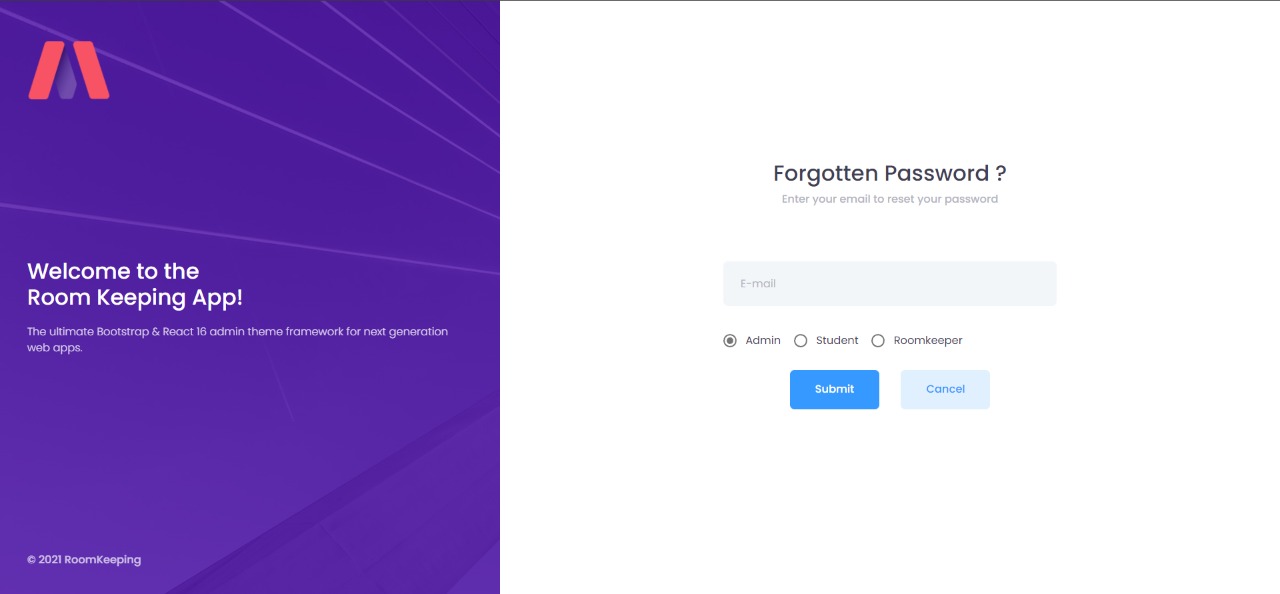 Welcome to the
Room Keeping App!
The ultimate Bootstrap & React 16 admin theme framework for next generation
web apps.
© 2021 RoomKeeping
Forgotten Password ?
Enter your email to reset your password
E-mail
Admin Student Roomkeeper
Submit Cancel